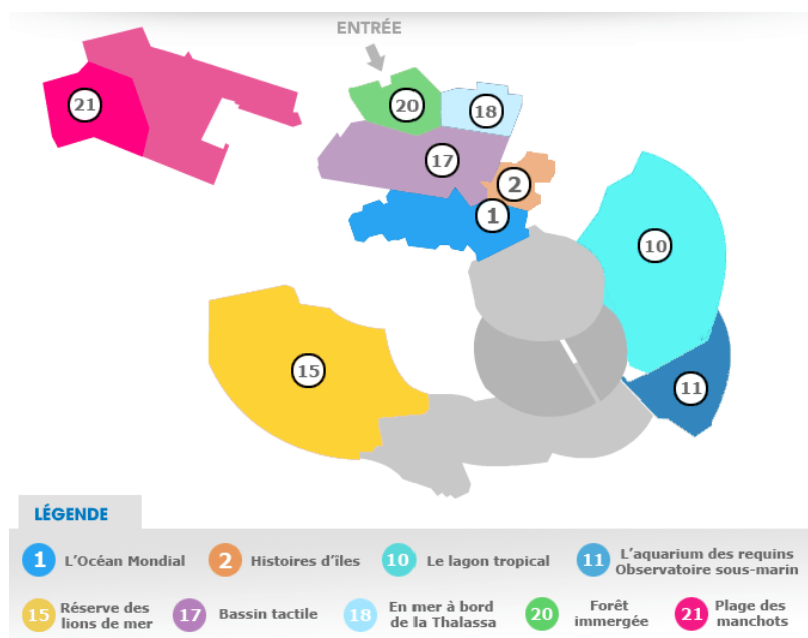 ENTRÉE
21
20
18
17
2
1
10
15
11
LÉGENDE
1 L'Océan Mondial
2 Histoires d'îles
10 Le lagon tropical
11 L'aquarium des requins
Observatoire sous-marin
15 Réserve des
lions de mer
17 Bassin tactile
18 En mer à bord
de la Thalassa
20 Forêt
immergée
21 Plage des
manchots